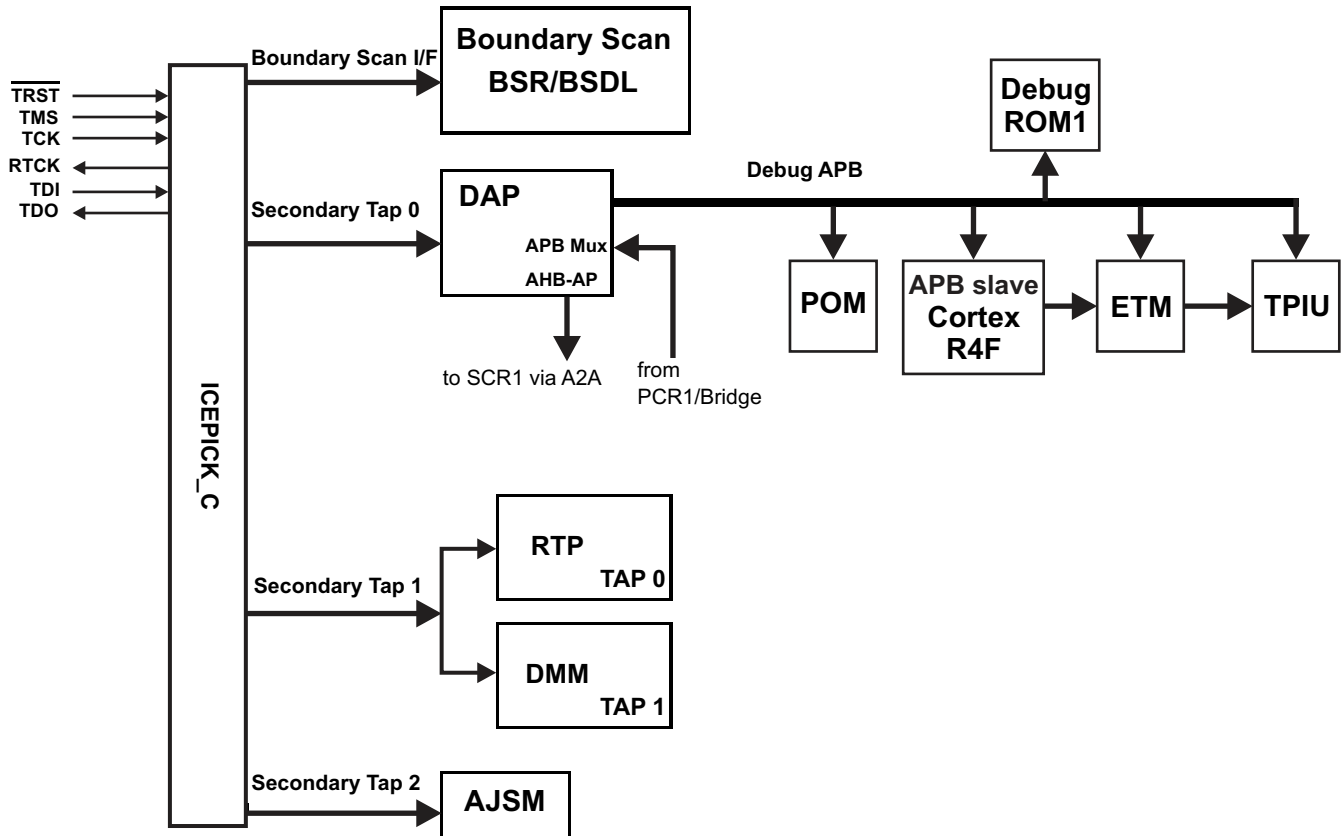 TRST
TMS
TCK
RTCK
TDI
TDO
ICEPICK_C
Boundary Scan I/F
Boundary Scan
BSR/BSDL
Secondary Tap 0
DAP
APB Mux
AHB-AP
to SCR1 via A2A
from
PCR1/Bridge
Debug APB
Debug
ROM1
POM
APB slave
Cortex
R4F
ETM
TPIU
Secondary Tap 1
RTP
TAP 0
DMM
TAP 1
Secondary Tap 2
AJSM